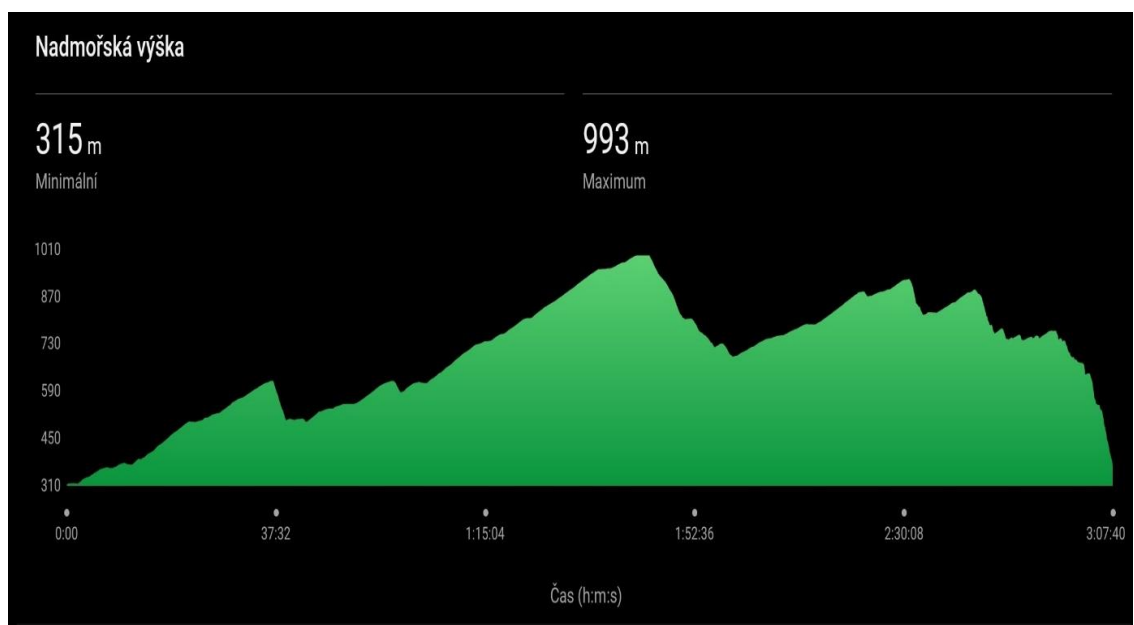 Nadmořská výška
315 m
993 m
Minimální
Maximum
1010
870
730
590
450
310
0:00
37:32
1:15:04
1:52:36
2:30:08
3:07:40
Čas (h:m:s)